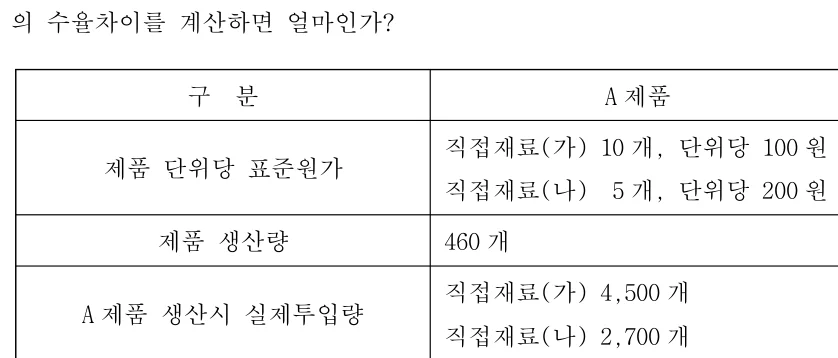 의 수율차이를 계산하면 얼마인가?
구 분
A 제품
제품 단위당 표준원가
직접재료(가) 10 개, 단위당 100 원
직접재료(나) 5 개, 단위당 200 원
제품 생산량
460 개
A 제품 생산시 실제투입량
직접재료(가) 4,500 개
직접재료(나) 2,700 개